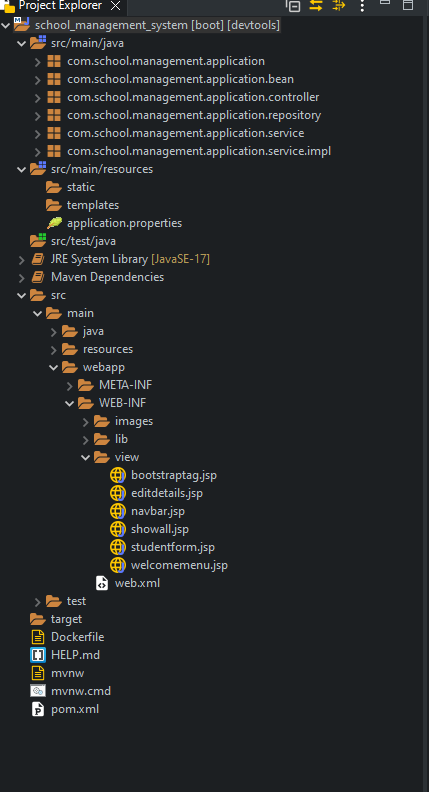 Project Explorer
school_management_system [boot] [devtools]
src/main/java
com.school.management.application
com.school.management.application.bean
com.school.management.application.controller
com.school.management.application.repository
com.school.management.application.service
com.school.management.application.service.impl
src/main/resources
static
templates
application.properties
src/test/java
JRE System Library [JavaSE-17]
Maven Dependencies
src
main
java
resources
webapp
META-INF
WEB-INF
images
lib
view
bootstraptag.jsp
editdetails.jsp
navbar.jsp
showall.jsp
studentform.jsp
welcomemenu.jsp
web.xml
test
target
Dockerfile
HELP.md
mvnw
mvnw.cmd
pom.xml